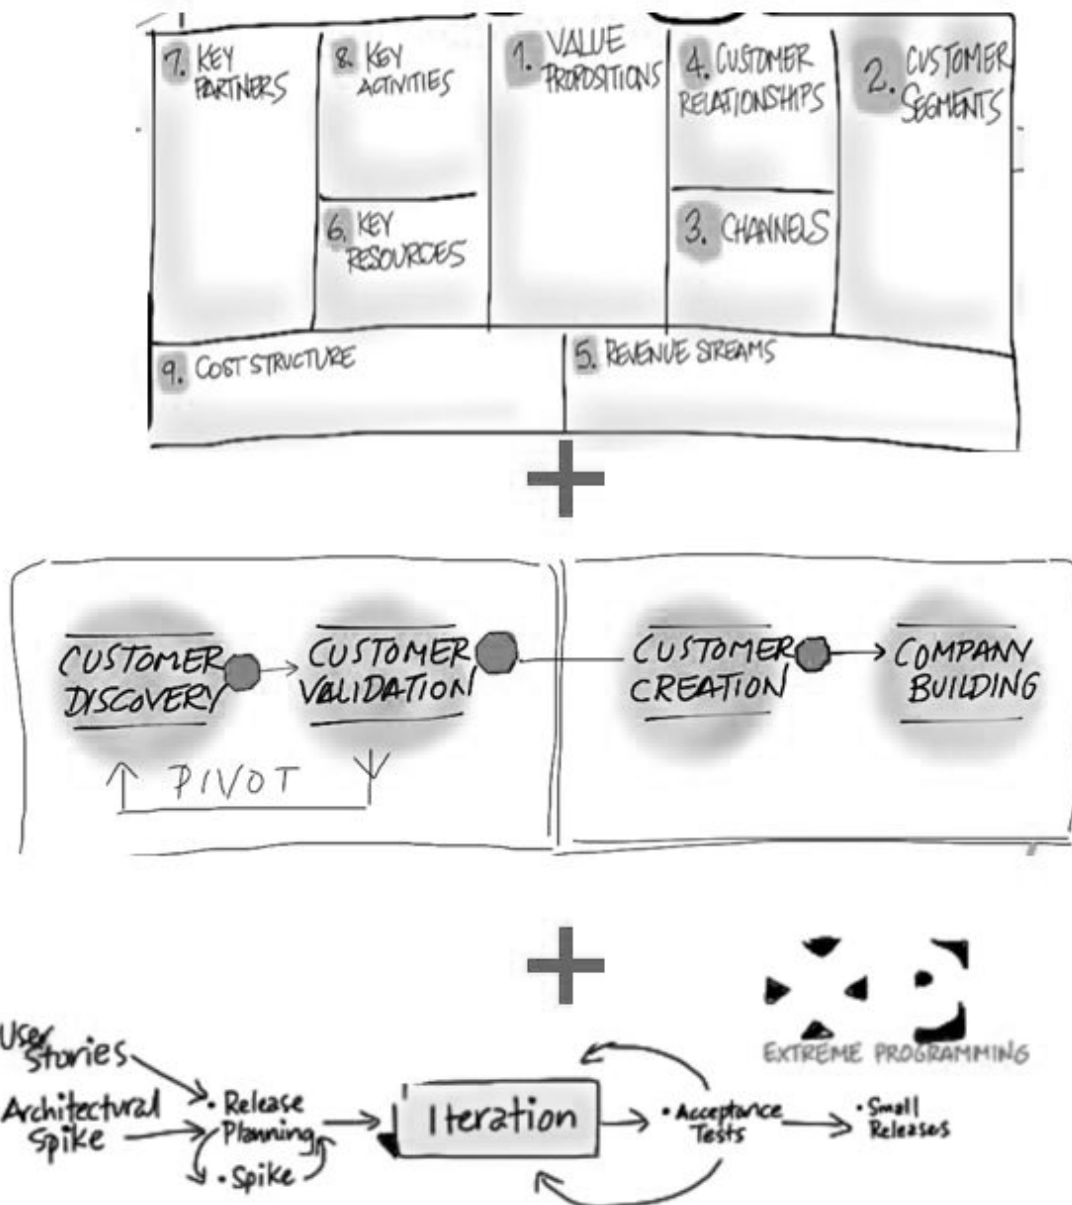 7. KEY
PARTNERS
8. KEY
ACTIVITIES
1. VALUE
PROPOSITIONS
4. CUSTOMER
RELATIONSHIPS
2. CUSTOMER
SEGMENTS
6. KEY
RESOURCES
3. CHANNELS
9. COST STRUCTURE
5. REVENUE STREAMS
+
CUSTOMER
DISCOVERY
CUSTOMER
VALIDATION
CUSTOMER
CREATION
COMPANY
BUILDING
PIVOT
+
EXTREME PROGRAMMING
User
Stories
Architectural
Spike
• Release
Planning
• Spike
Iteration
• Acceptance
Tests
• Small
Releases